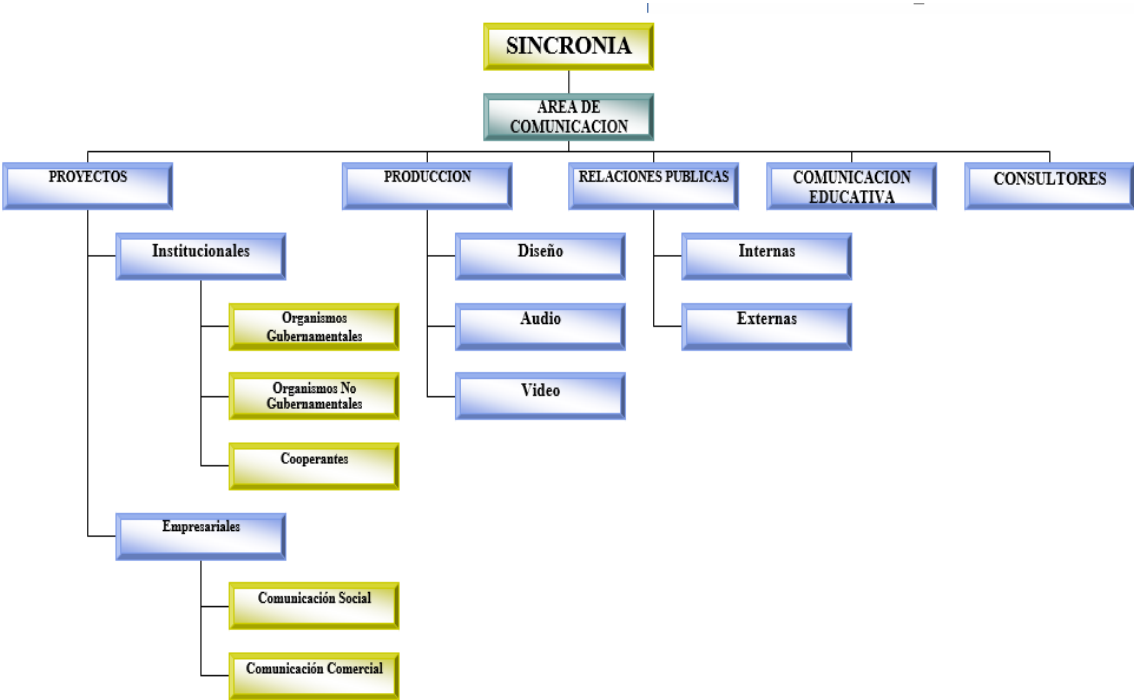 SINCRONIA
AREA DE
COMUNICACION
PROYECTOS
PRODUCCION
RELACIONES PUBLICAS
COMUNICACION
EDUCATIVA
CONSULTORES
Institucionales
Organismos
Gubernamentales
Organismos No
Gubernamentales
Cooperantes
Empresariales
Comunicación Social
Comunicación Comercial
Diseño
Audio
Video
Internas
Externas